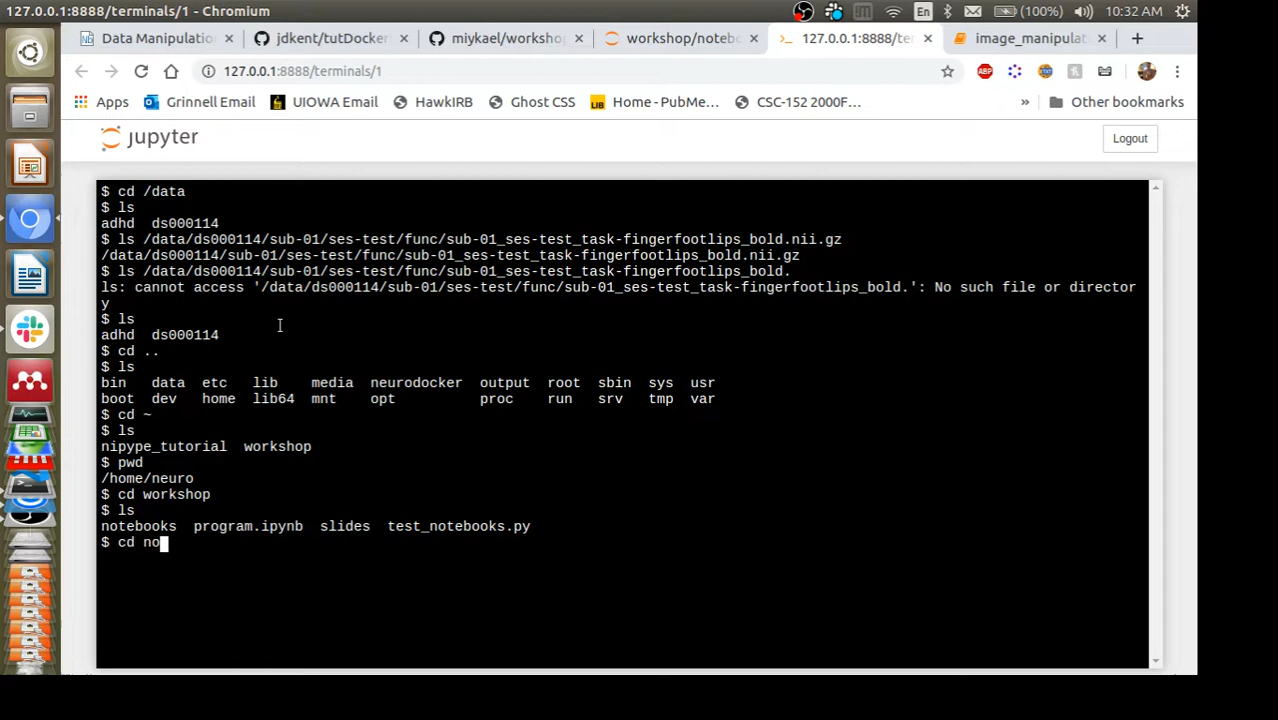 127.0.0.1:8888/terminals/1 - Chromium
En
(100%)
10:32 AM
Data Manipulatio
jdkent/tutDocker
miykael/worksho
workshop/noteb
127.0.0.1:8888/ter
image_manipulat
127.0.0.1:8888/terminals/1
ABP
Apps
Grinnell Email
UIOWA Email
HawkIRB
Ghost CSS
LIB
Home - PubMe...
CSC-152 2000F...
»
Other bookmarks
jupyter
Logout
$ cd /data
$ ls
adhd  ds000114
$ ls /data/ds000114/sub-01/ses-test/func/sub-01_ses-test_task-fingerfootlips_bold.nii.gz
/data/ds000114/sub-01/ses-test/func/sub-01_ses-test_task-fingerfootlips_bold.nii.gz
$ ls /data/ds000114/sub-01/ses-test/func/sub-01_ses-test_task-fingerfootlips_bold.
ls: cannot access '/data/ds000114/sub-01/ses-test/func/sub-01_ses-test_task-fingerfootlips_bold.': No such file or director
y
$ ls
adhd  ds000114
$ cd ..
$ ls
bin   data  etc   lib    media  neurodocker  output  root  sbin  sys  usr
boot  dev   home  lib64  mnt    opt          proc    run   srv   tmp  var
$ cd ~
$ ls
nipype_tutorial  workshop
$ pwd
/home/neuro
$ cd workshop
$ ls
notebooks  program.ipynb  slides  test_notebooks.py
$ cd no